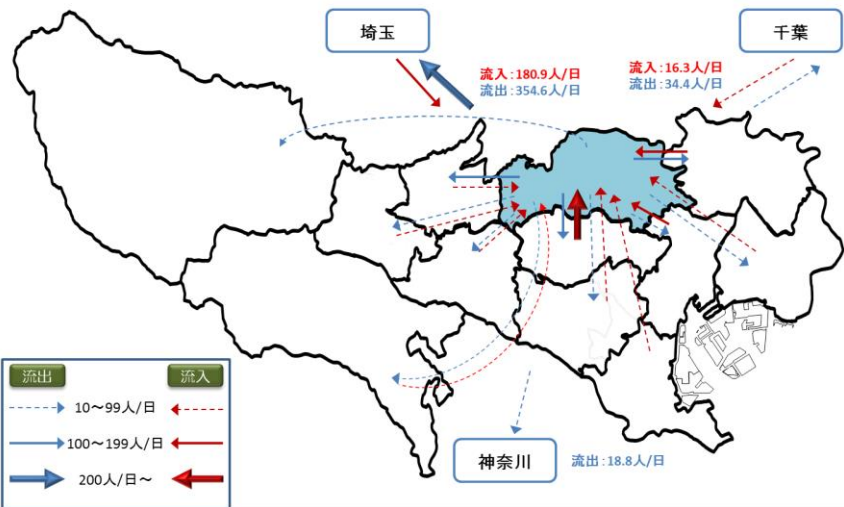 埼玉
千葉
流入：180.9人/日
流出：354.6人/日
流入：16.3人/日
流出：34.4人/日
流出
流入
10～99人/日
100～199人/日
200人/日～
神奈川
流出：18.8人/日